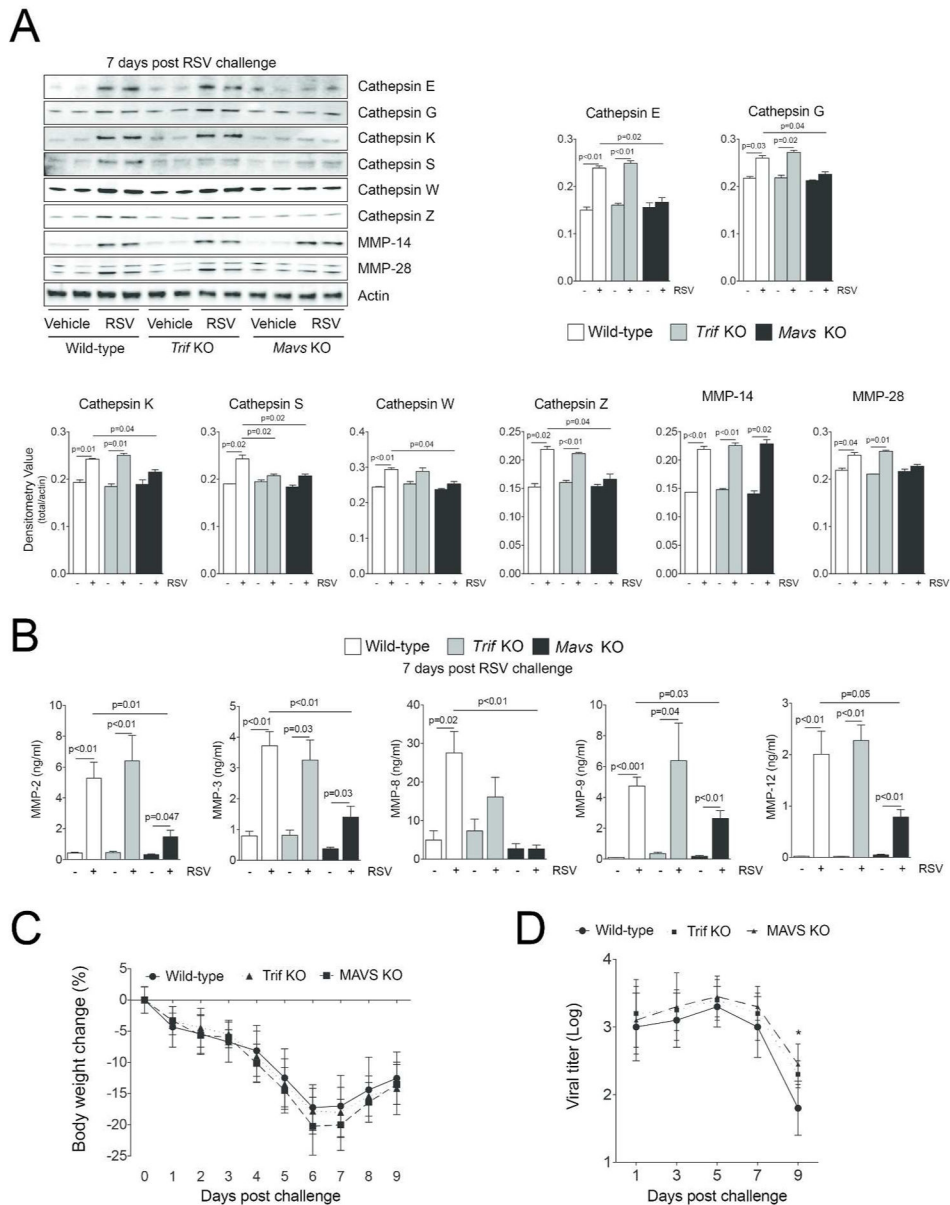 A
7 days post RSV challenge
Cathepsin E
Cathepsin G
Cathepsin K
Cathepsin S
Cathepsin W
Cathepsin Z
MMP-14
MMP-28
Actin
Vehicle RSV Vehicle RSV Vehicle RSV
Wild-type Trif KO Mavs KO
Cathepsin E
p=0.02
p<0.01 p<0.01
0.3
0.2
0.1
0.0
- + - + - + RSV
Cathepsin G
p=0.04
p=0.03 p=0.02
0.3
0.2
0.1
0.0
- + - + - + RSV
Wild-type Trif KO Mavs KO
Densitometry Value
(total/actin)
Cathepsin K
p=0.04
p=0.01 p=0.01
0.3
0.2
0.1
0.0
- + - + - + RSV
Cathepsin S
p=0.02
p=0.02
p=0.02
0.3
0.2
0.1
0.0
- + - + - + RSV
Cathepsin W
p=0.04
p<0.01
0.4
0.3
0.2
0.1
0.0
- + - + - + RSV
Cathepsin Z
p=0.04
p=0.02 p<0.01
0.25
0.20
0.15
0.10
0.05
0.00
- + - + - + RSV
MMP-14
p<0.01 p=0.01 p=0.02
0.25
0.20
0.15
0.10
0.05
0.00
- + - + - + RSV
MMP-28
p=0.04 p=0.01
0.3
0.2
0.1
0.0
- + - + - + RSV
B
Wild-type Trif KO Mavs KO
7 days post RSV challenge
MMP-2 (ng/ml)
p=0.01
p<0.01
p<0.01
p=0.047
10
8
6
4
2
0
- + - + - + RSV
MMP-3 (ng/ml)
p<0.01
p<0.01 p=0.03
p=0.03
5
4
3
2
1
0
- + - + - + RSV
MMP-8 (ng/ml)
p<0.01
p=0.02
40
30
20
10
0
- + - + - + RSV
MMP-9 (ng/ml)
p=0.03
p=0.04
p<0.001
p<0.01
10
8
6
4
2
0
- + - + - + RSV
MMP-12 (ng/ml)
p=0.05
p<0.01 p<0.01
p<0.01
3
2
1
0
- + - + - + RSV
C
Wild-type Trif KO MAVS KO
Body weight change (%)
5
0
-5
-10
-15
-20
-25
0 1 2 3 4 5 6 7 8 9
Days post challenge
D
Wild-type Trif KO MAVS KO
Viral titer (Log)
4
3
2
1
*
1 3 5 7 9
Days post challenge